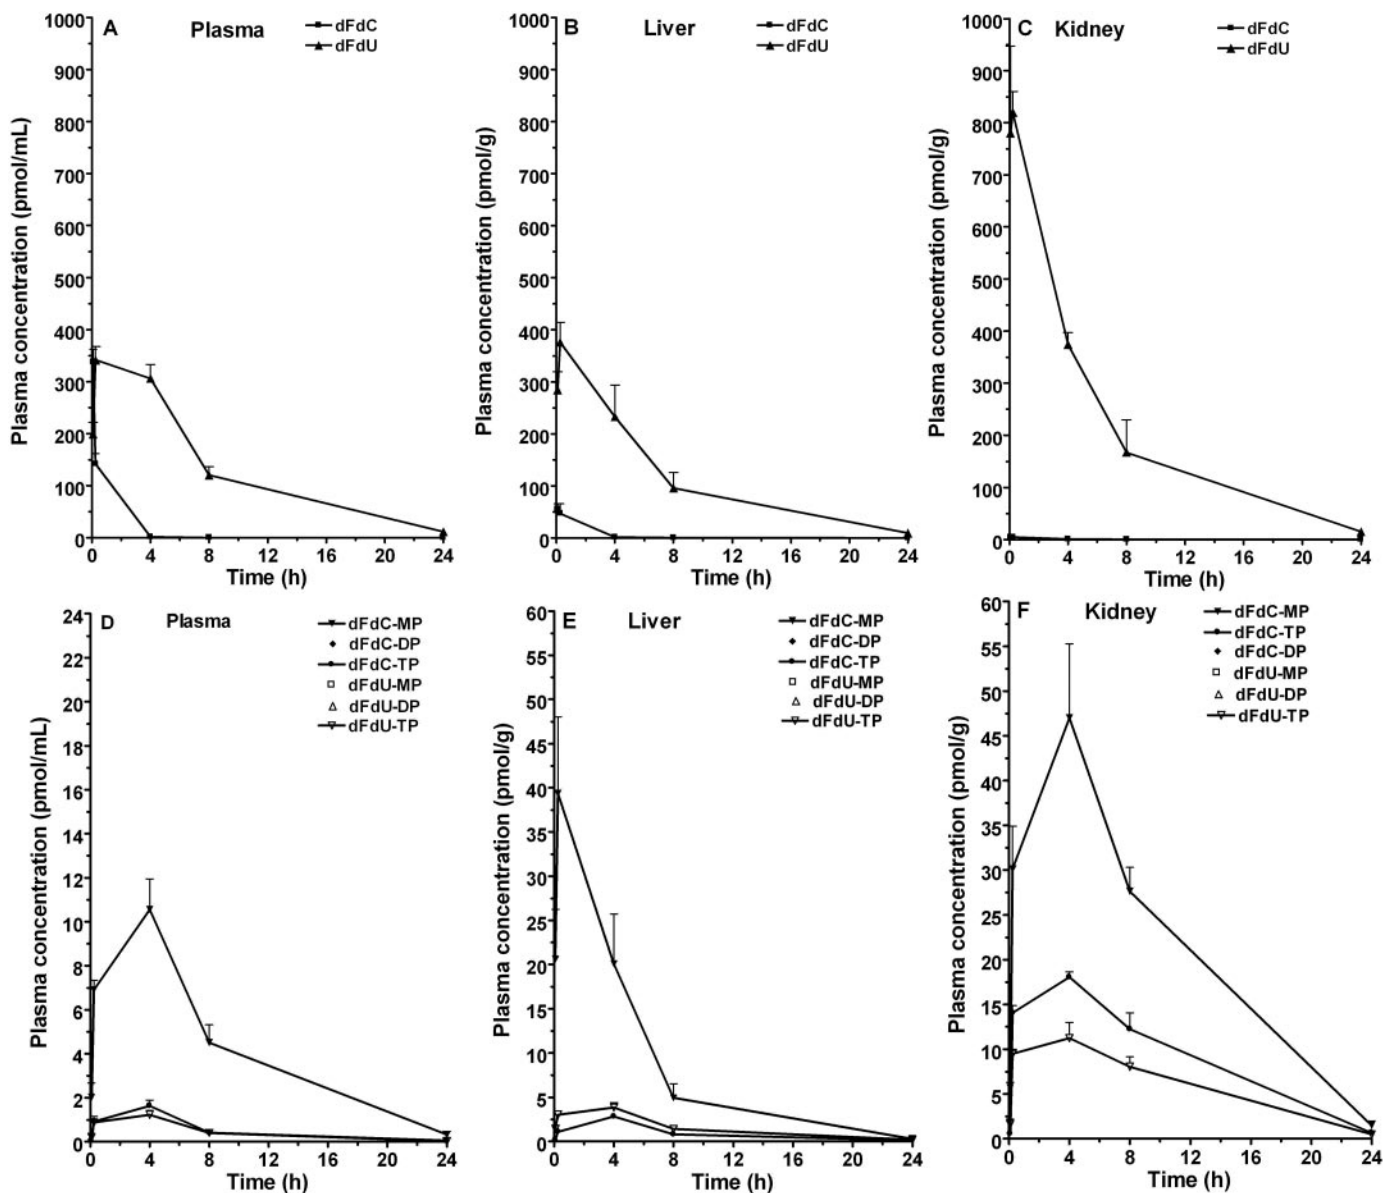 A Plasma
dFdC
dFdU
Plasma concentration (pmol/mL)
1000
900
800
700
600
500
400
300
200
100
0
0 4 8 12 16 20 24
Time (h)
B Liver
dFdC
dFdU
Plasma concentration (pmol/g)
1000
900
800
700
600
500
400
300
200
100
0
0 4 8 12 16 20 24
Time (h)
C Kidney
dFdC
dFdU
Plasma concentration (pmol/g)
1000
900
800
700
600
500
400
300
200
100
0
0 4 8 12 16 20 24
Time (h)
D Plasma
dFdC-MP
dFdC-DP
dFdC-TP
dFdU-MP
dFdU-DP
dFdU-TP
Plasma concentration (pmol/mL)
24
22
20
18
16
14
12
10
8
6
4
2
0
0 4 8 12 16 20 24
Time (h)
E Liver
dFdC-MP
dFdC-DP
dFdC-TP
dFdU-MP
dFdU-DP
dFdU-TP
Plasma concentration (pmol/g)
60
55
50
45
40
35
30
25
20
15
10
5
0
0 4 8 12 16 20 24
Time (h)
F Kidney
dFdC-MP
dFdC-TP
dFdC-DP
dFdU-MP
dFdU-DP
dFdU-TP
Plasma concentration (pmol/g)
60
55
50
45
40
35
30
25
20
15
10
5
0
0 4 8 12 16 20 24
Time (h)